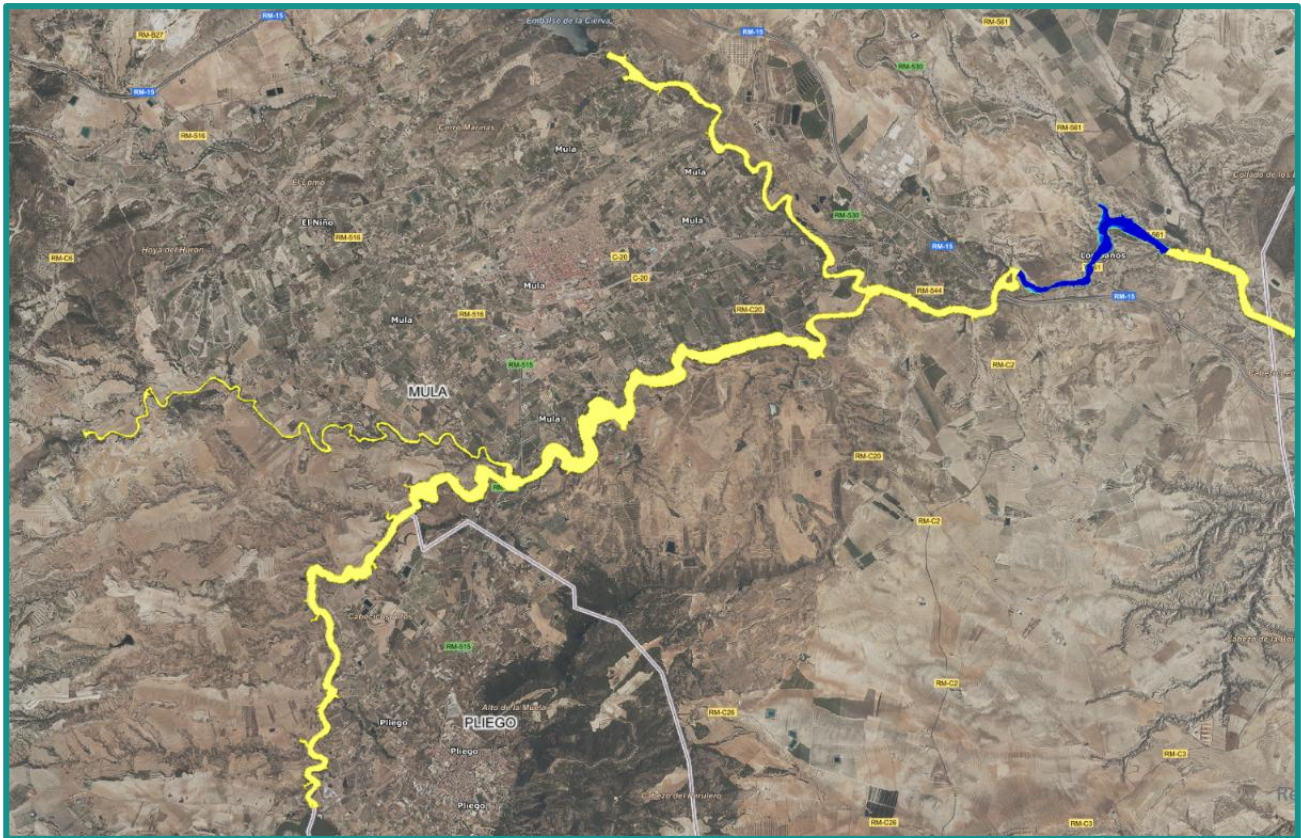 RM-15
Embalse de la Cierva
RM-561
RM-B27
RM-15
RM-530
RM-15
RM-516
Cerro Marinas
RM-561
Mula
Mula
El Lomo
El Niño
Mula
RM-530
RM-516
RM-15
Hoya del Hurón
RM-C6
C-20
C-20
Mula
RM-544
RM-15
RM-C20
RM-516
Mula
RM-515
RM-C2
MULA
Mula
RM-C20
RM-C2
RM-515
RM-C2
Alto de la Muela
Pliego
PLIEGO
RM-C26
Pliego
RM-C3
Pliego
RM-C26
RM-C3